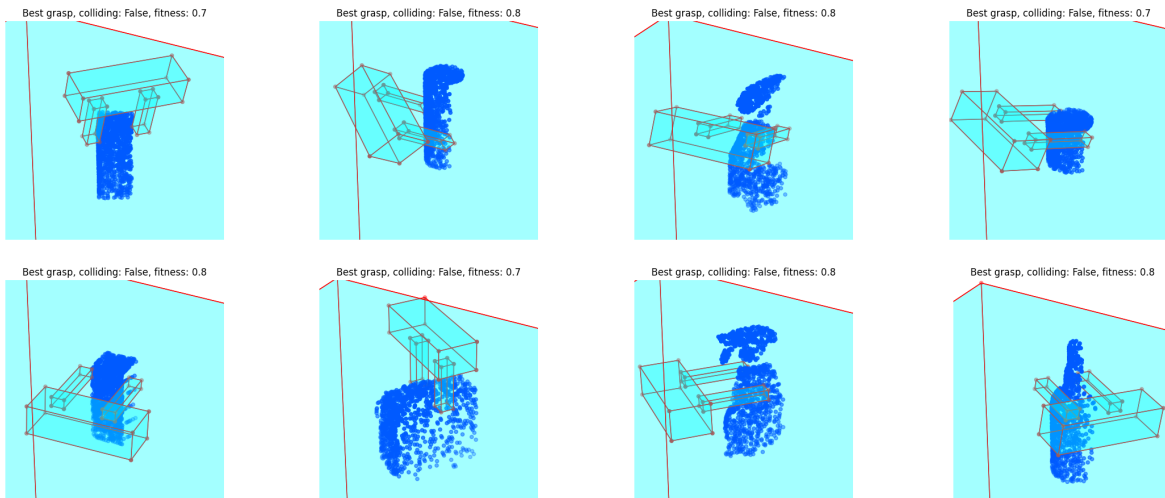 Best grasp, colliding: False, fitness: 0.7
Best grasp, colliding: False, fitness: 0.8
Best grasp, colliding: False, fitness: 0.8
Best grasp, colliding: False, fitness: 0.7
Best grasp, colliding: False, fitness: 0.8
Best grasp, colliding: False, fitness: 0.7
Best grasp, colliding: False, fitness: 0.8
Best grasp, colliding: False, fitness: 0.8